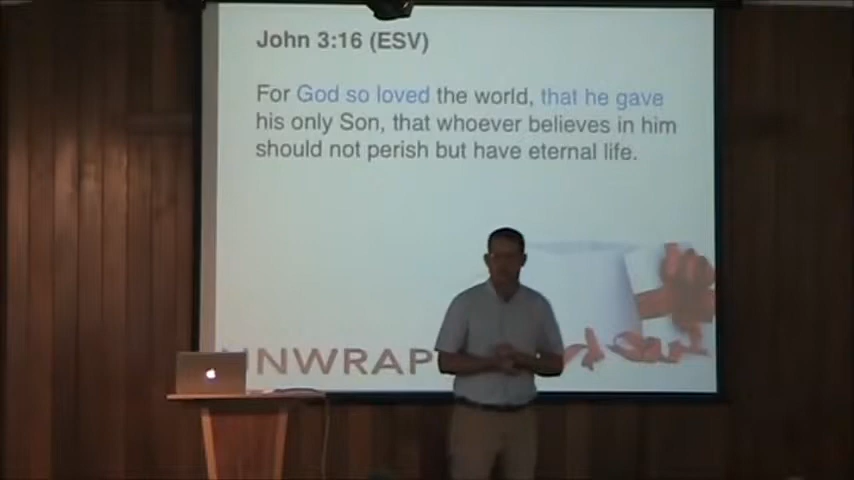 John 3:16 (ESV)
For God so loved the world, that he gave
his only Son, that whoever believes in him
should not perish but have eternal life.
UNWRAP